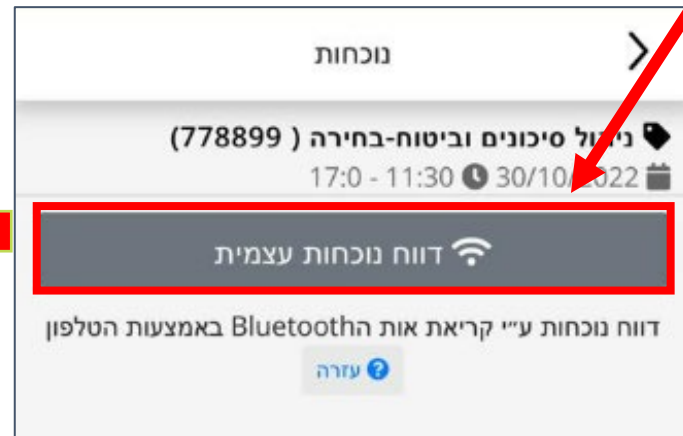 נוכחות
ניהול סיכונים וביטוח-בחירה ( 778899)
30/10/2022 17:0 - 11:30
דווח נוכחות עצמית
דווח נוכחות ע״י קריאת אות הBluetooth באמצעות הטלפון
עזרה